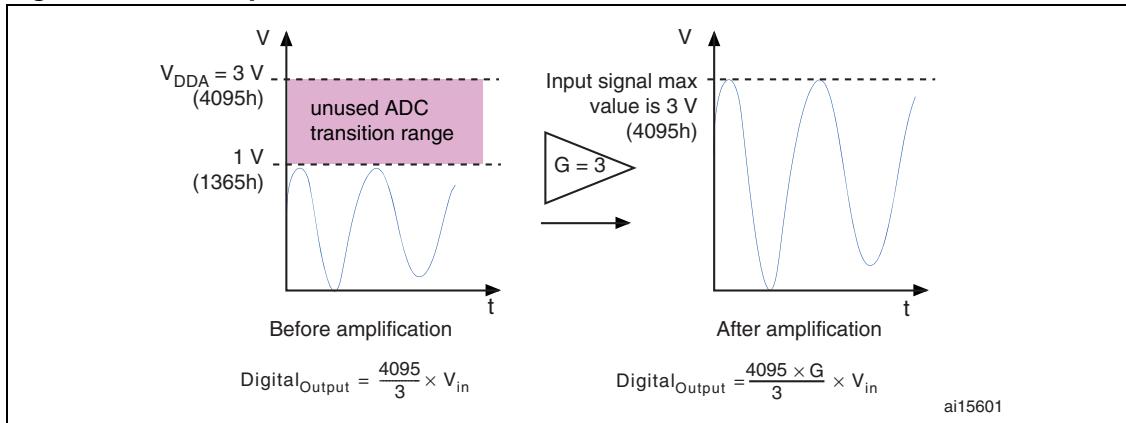 V
V_DDA = 3 V
(4095h)
unused ADC
transition range
1 V
(1365h)
t
Before amplification
Digital_Output = 4095/3 × V_in
G = 3
V
Input signal max
value is 3 V
(4095h)
t
After amplification
Digital_Output = 4095 × G/3 × V_in
ai15601